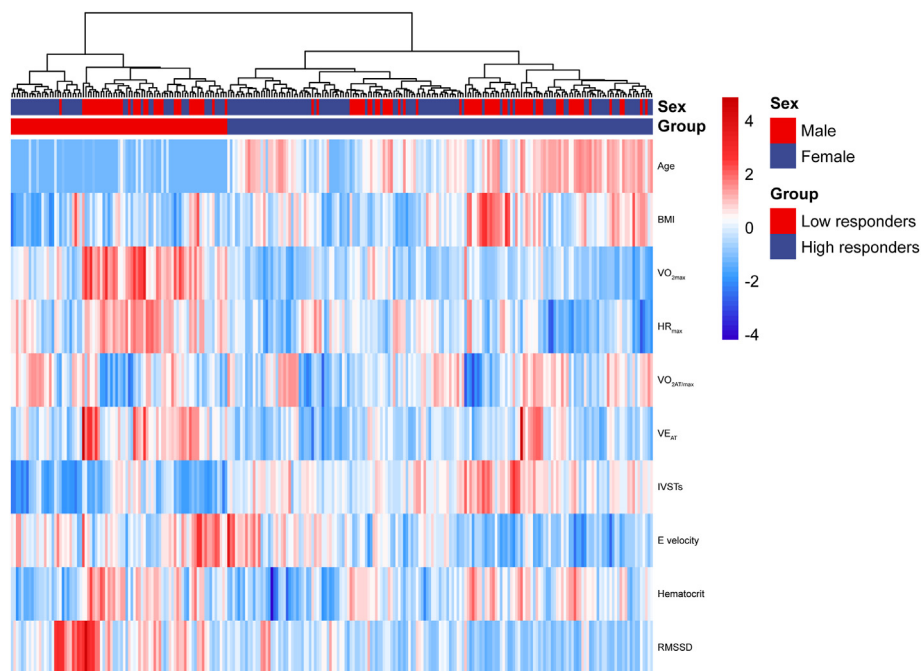 Sex
Group
Age
BMI
VO2max
HRmax
VO2AT/max
VEAT
IVSTs
E velocity
Hematocrit
RMSSD
4
2
0
-2
-4
Sex
Male
Female
Group
Low responders
High responders